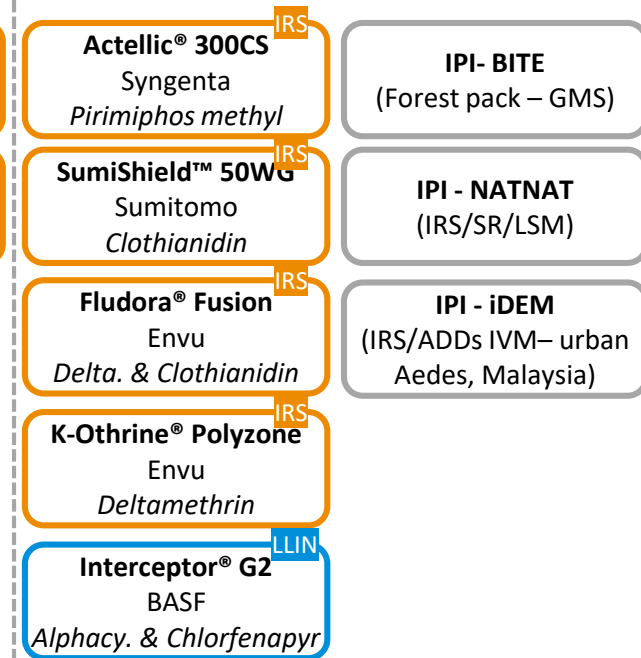 IRS
Actellic® 300CS
Syngenta
Pirimiphos methyl
IRS
SumiShield™ 50WG
Sumitomo
Clothianidin
IRS
Fludora® Fusion
Envu
Delta. & Clothianidin
IRS
K-Othrine® Polyzone
Envu
Deltamethrin
LLIN
Interceptor® G2
BASF
Alphacy. & Chlorfenapyr
IPI- BITE
(Forest pack – GMS)
IPI - NATNAT
(IRS/SR/LSM)
IPI - iDEM
(IRS/ADDs IVM– urban
Aedes, Malaysia)